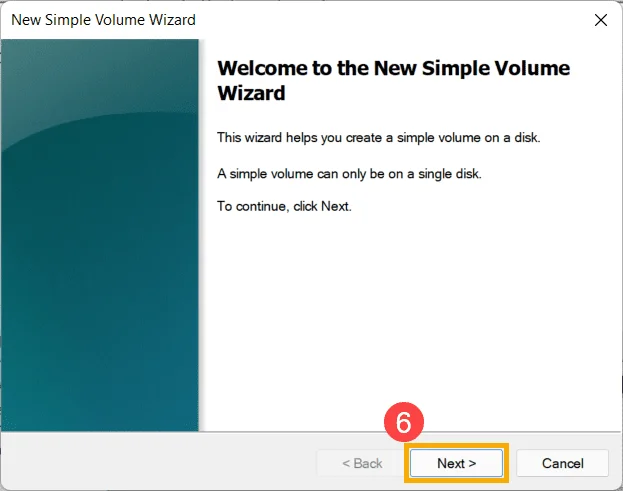 New Simple Volume Wizard
Welcome to the New Simple Volume
Wizard
This wizard helps you create a simple volume on a disk.
A simple volume can only be on a single disk.
To continue, click Next.
6
< Back
Next >
Cancel